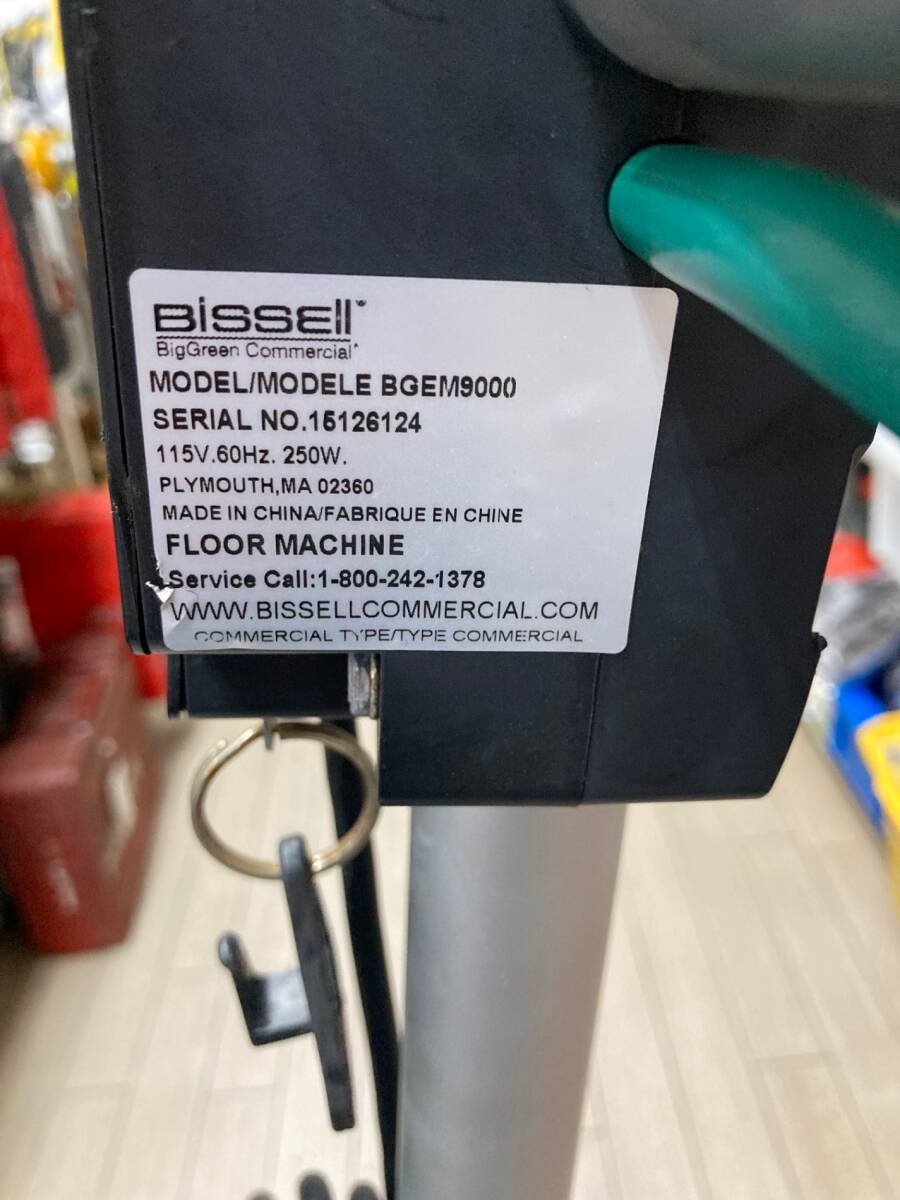 BISSELL
BigGreen Commercial
MODEL/MODELE BGEM9000
SERIAL NO.15126124
115V.60Hz. 250W.
PLYMOUTH,MA 02360
MADE IN CHINA/FABRIQUE EN CHINE
FLOOR MACHINE
Service Call:1-800-242-1378
WWW.BISSELLCOMMERCIAL.COM
COMMERCIAL TYPE/TYPE COMMERCIAL